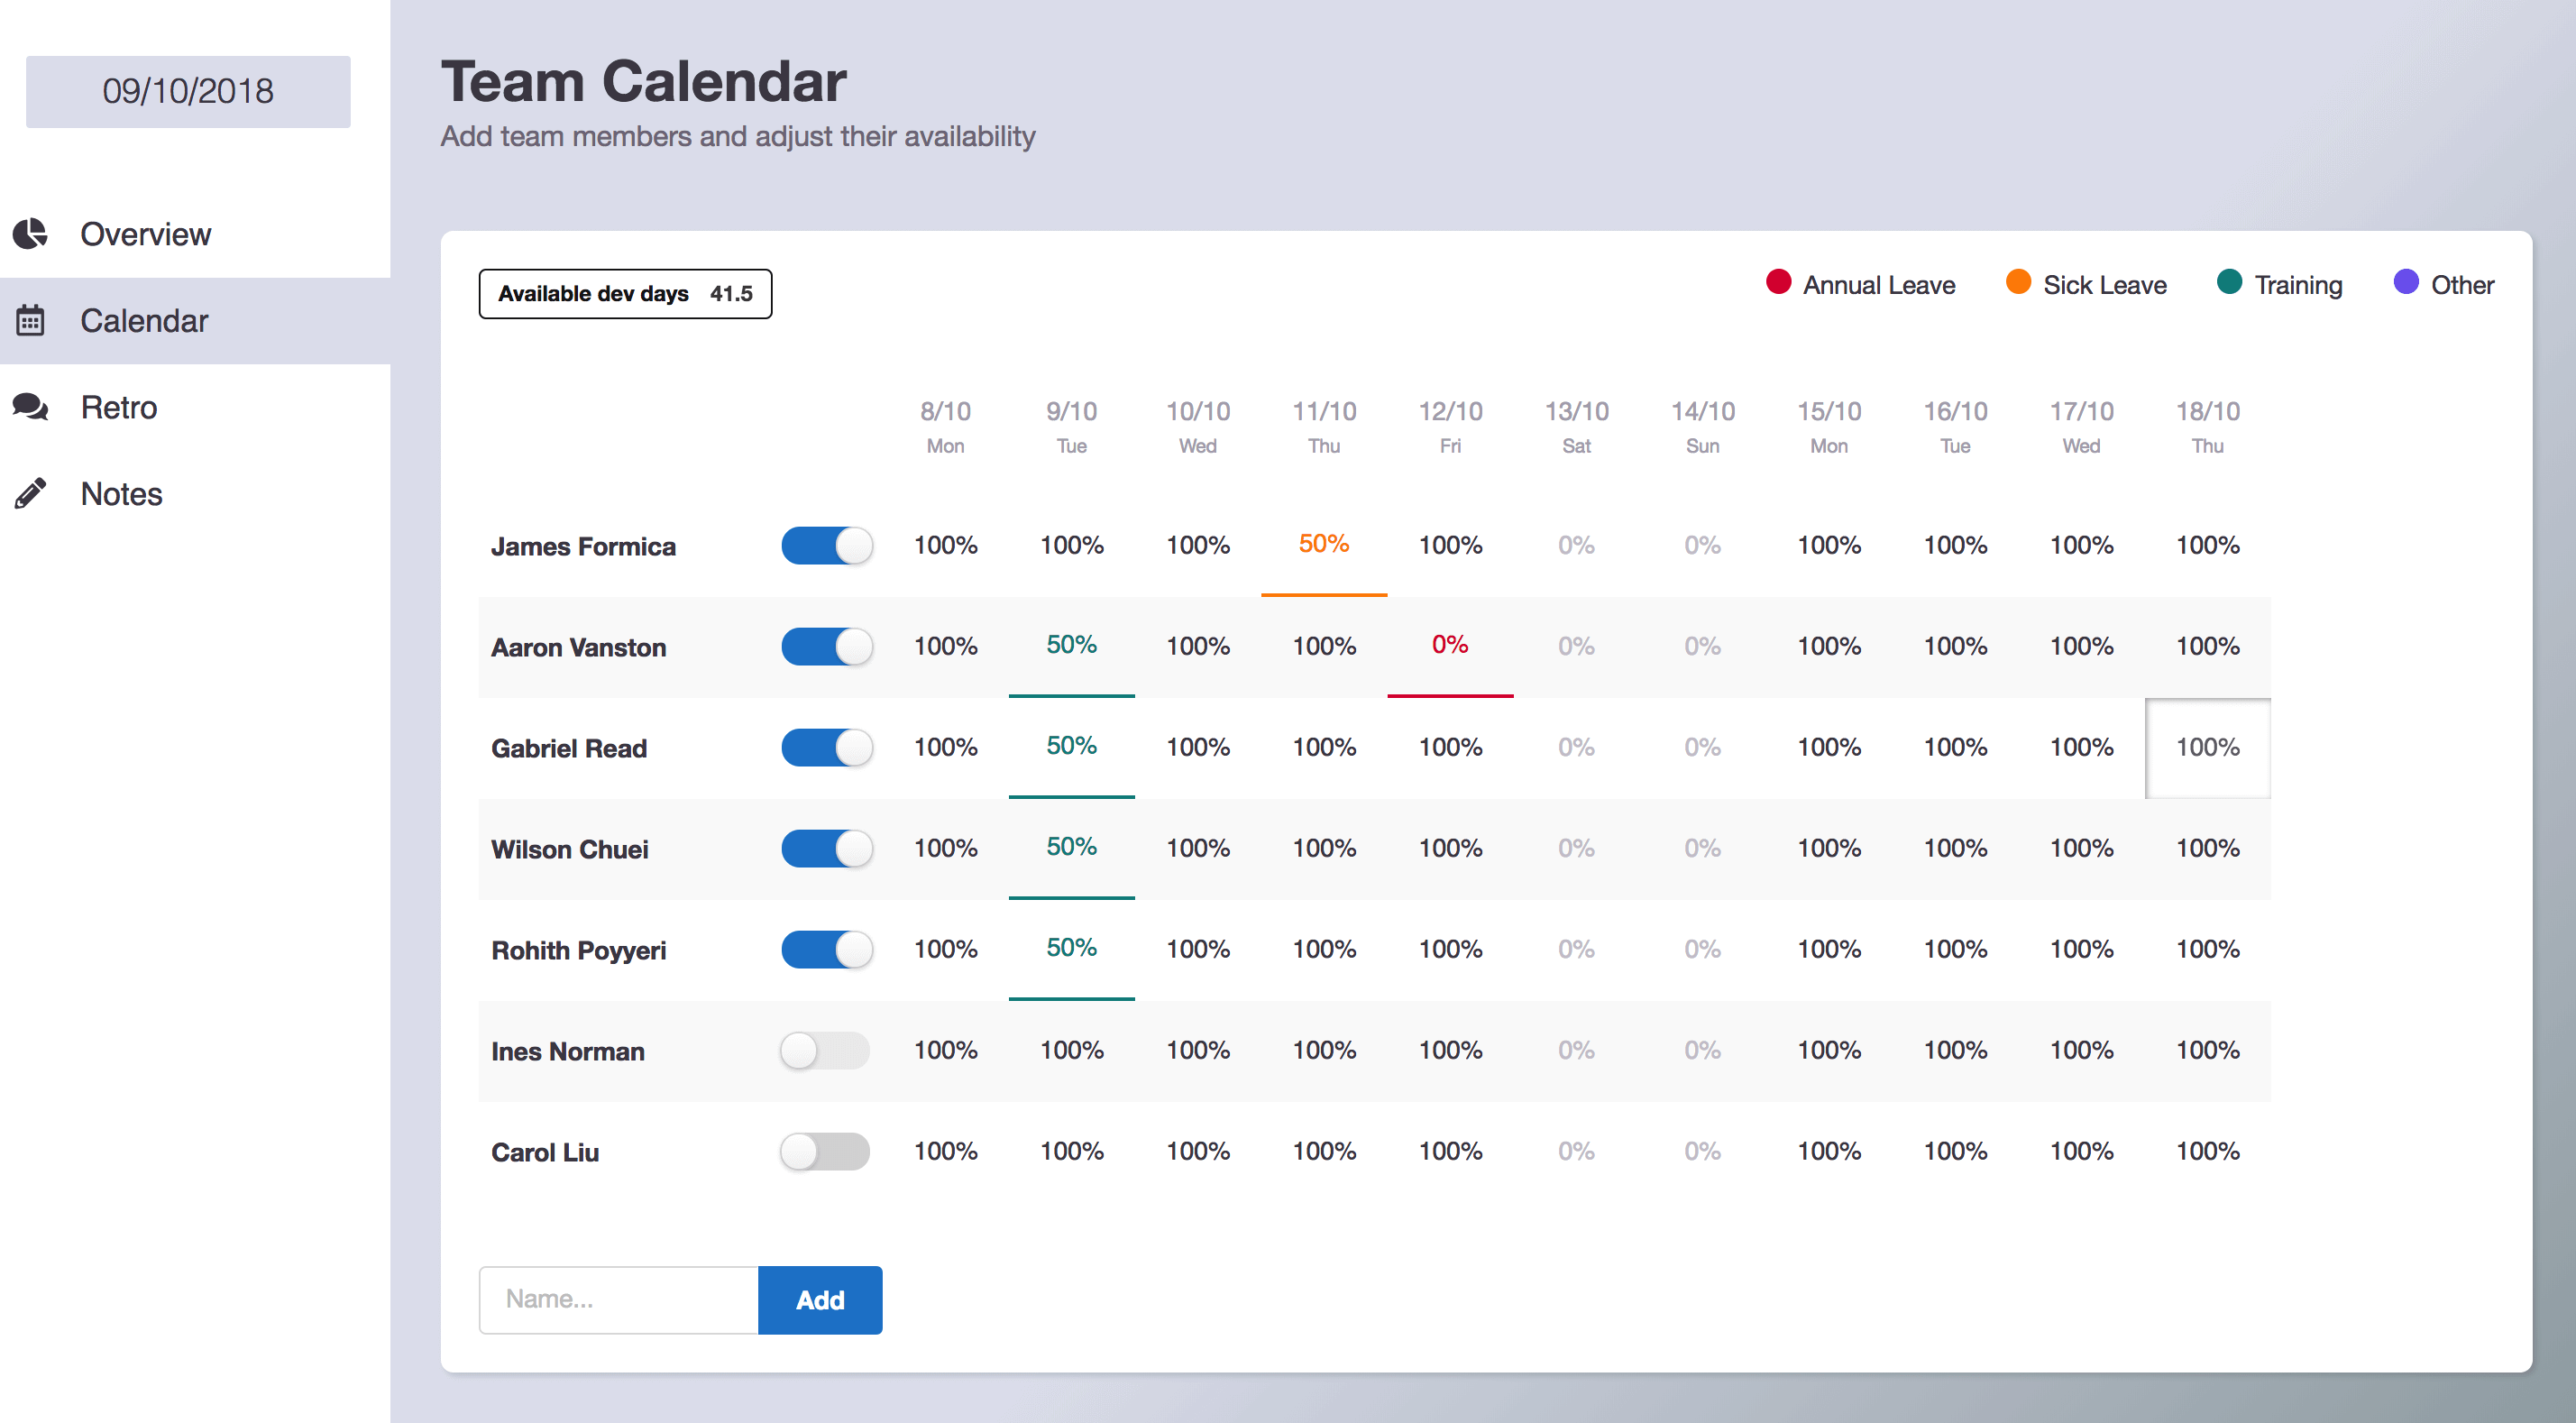 09/10/2018
Overview
Calendar
Retro
Notes
Team Calendar
Add team members and adjust their availability
Available dev days 41.5
Annual Leave Sick Leave Training Other
8/10 9/10 10/10 11/10 12/10 13/10 14/10 15/10 16/10 17/10 18/10
Mon Tue Wed Thu Fri Sat Sun Mon Tue Wed Thu
James Formica 100% 100% 100% 50% 100% 0% 0% 100% 100% 100% 100%
Aaron Vanston 100% 50% 100% 100% 0% 0% 0% 100% 100% 100% 100%
Gabriel Read 100% 50% 100% 100% 100% 0% 0% 100% 100% 100% 100%
Wilson Chuei 100% 50% 100% 100% 100% 0% 0% 100% 100% 100% 100%
Rohith Poyyeri 100% 50% 100% 100% 100% 0% 0% 100% 100% 100% 100%
Ines Norman 100% 100% 100% 100% 100% 0% 0% 100% 100% 100% 100%
Carol Liu 100% 100% 100% 100% 100% 0% 0% 100% 100% 100% 100%
Name... Add